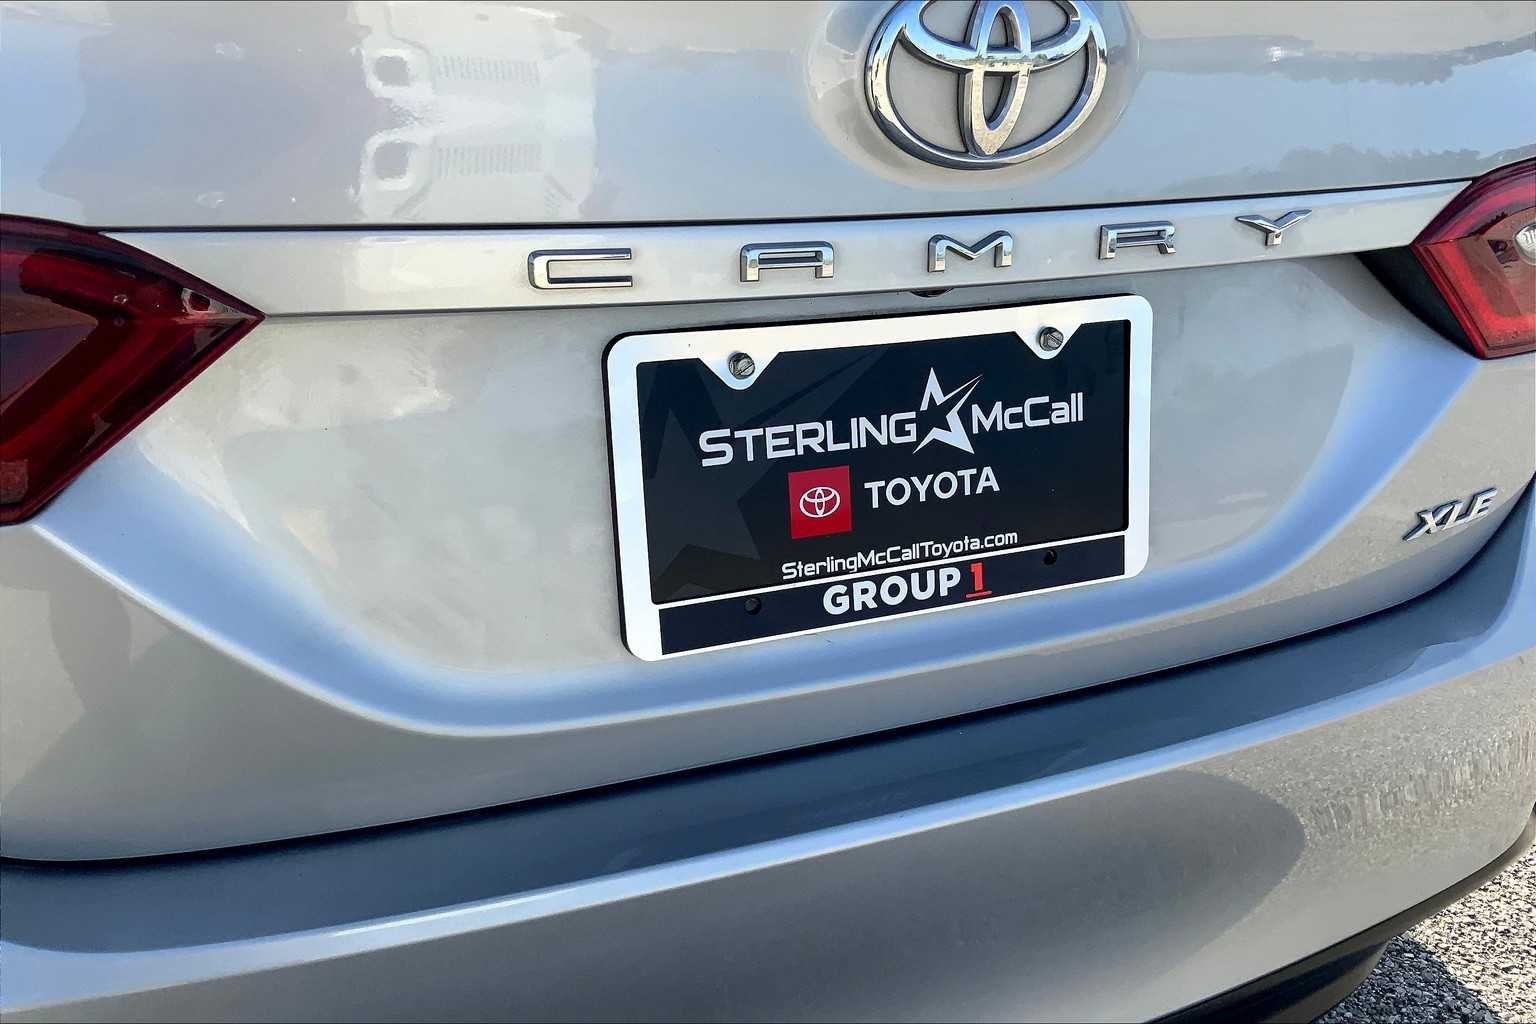 CAMRY
STERLING McCall
TOYOTA
SterlingMcCallToyota.com
GROUP 1
XLE